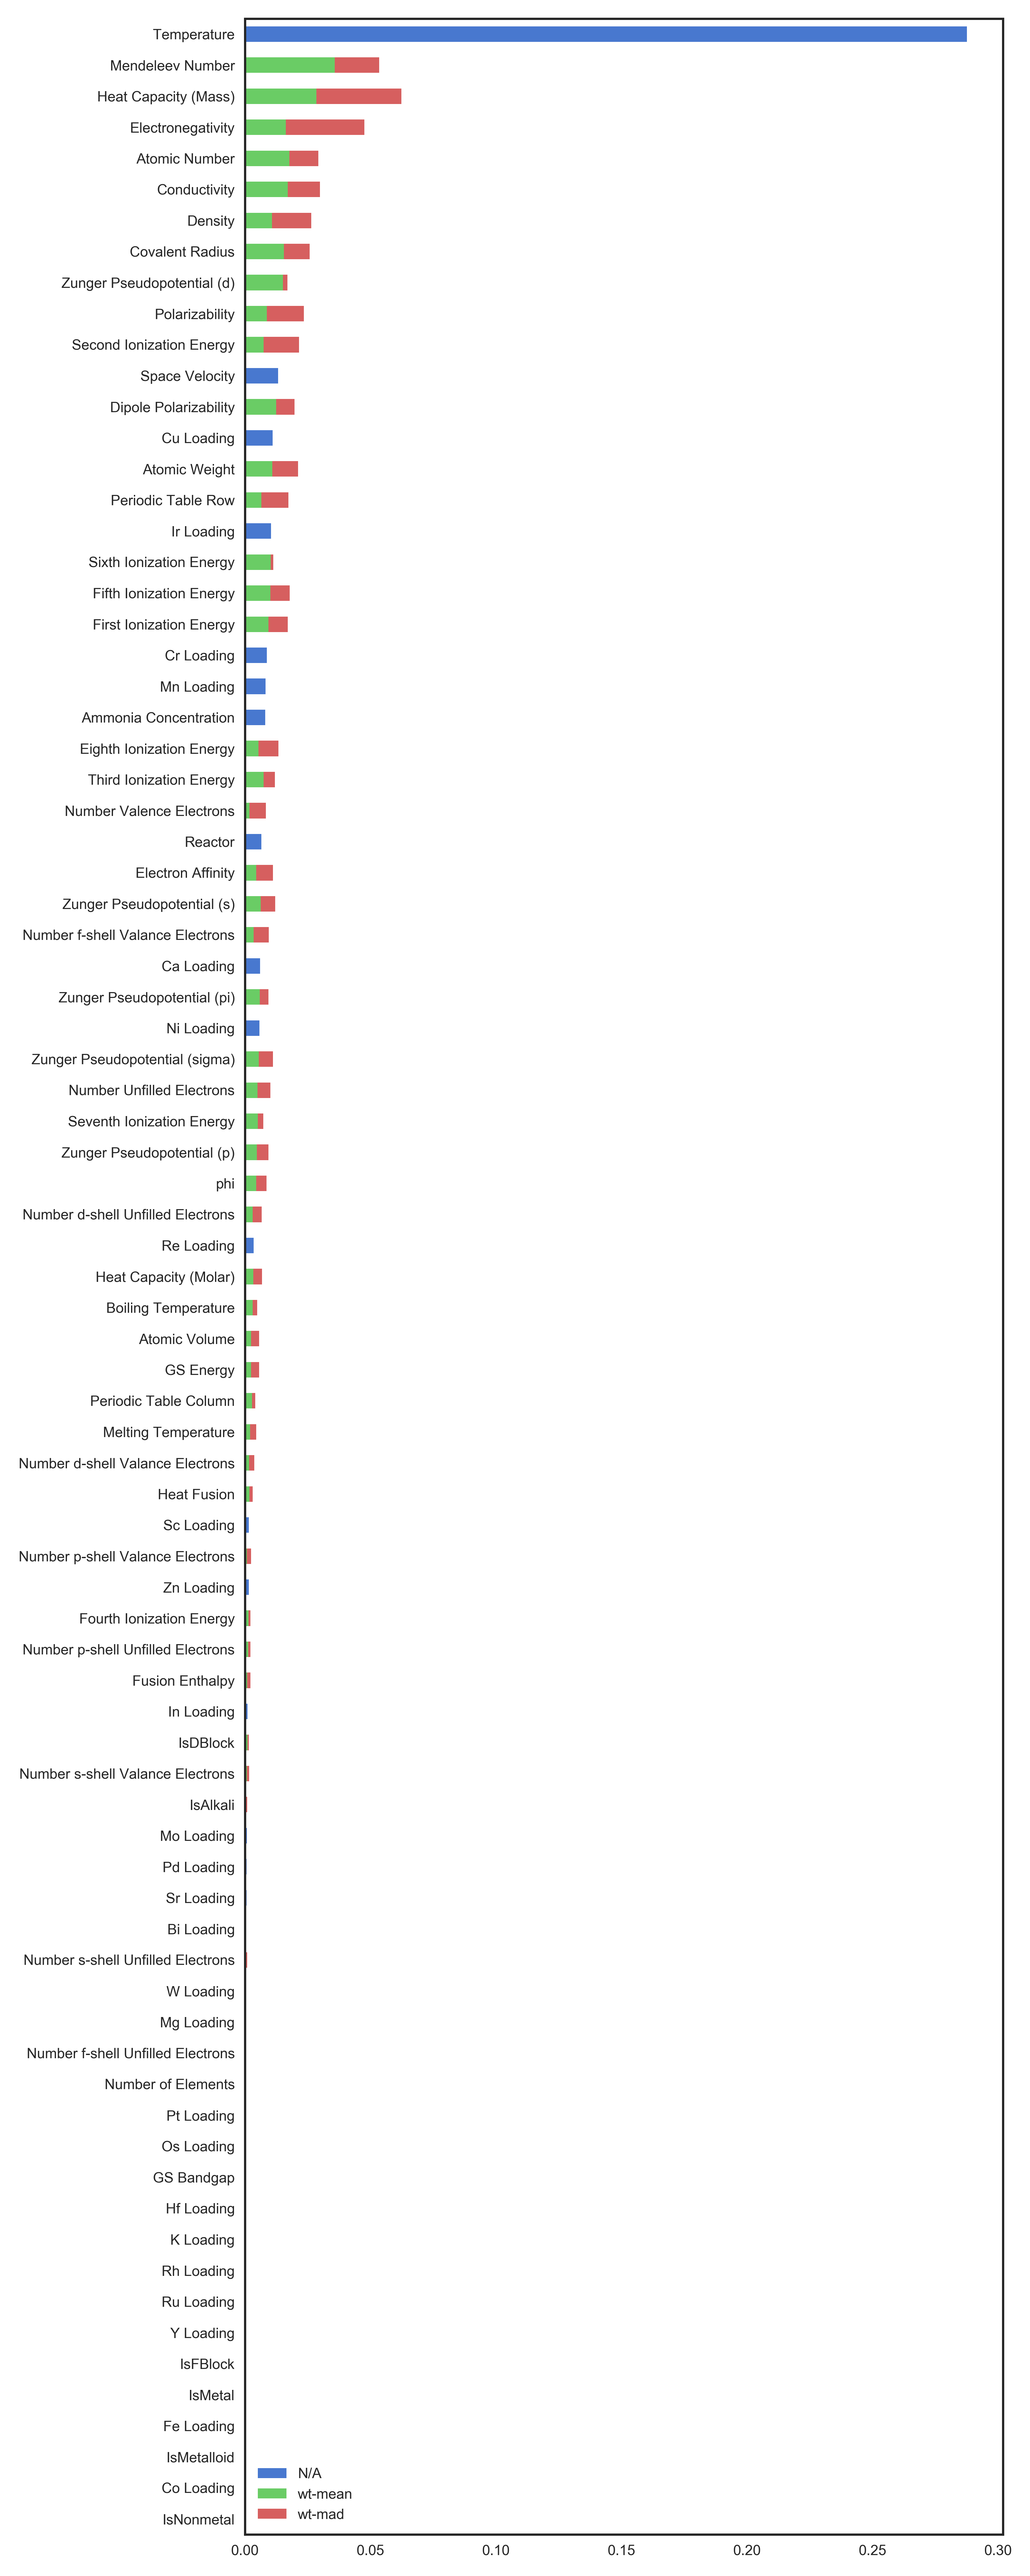 Temperature
Mendeleev Number
Heat Capacity (Mass)
Electronegativity
Atomic Number
Conductivity
Density
Covalent Radius
Zunger Pseudopotential (d)
Polarizability
Second Ionization Energy
Space Velocity
Dipole Polarizability
Cu Loading
Atomic Weight
Periodic Table Row
Ir Loading
Sixth Ionization Energy
Fifth Ionization Energy
First Ionization Energy
Cr Loading
Mn Loading
Ammonia Concentration
Eighth Ionization Energy
Third Ionization Energy
Number Valence Electrons
Reactor
Electron Affinity
Zunger Pseudopotential (s)
Number f-shell Valance Electrons
Ca Loading
Zunger Pseudopotential (pi)
Ni Loading
Zunger Pseudopotential (sigma)
Number Unfilled Electrons
Seventh Ionization Energy
Zunger Pseudopotential (p)
phi
Number d-shell Unfilled Electrons
Re Loading
Heat Capacity (Molar)
Boiling Temperature
Atomic Volume
GS Energy
Periodic Table Column
Melting Temperature
Number d-shell Valance Electrons
Heat Fusion
Sc Loading
Number p-shell Valance Electrons
Zn Loading
Fourth Ionization Energy
Number p-shell Unfilled Electrons
Fusion Enthalpy
In Loading
IsDBlock
Number s-shell Valance Electrons
IsAlkali
Mo Loading
Pd Loading
Sr Loading
Bi Loading
Number s-shell Unfilled Electrons
W Loading
Mg Loading
Number f-shell Unfilled Electrons
Number of Elements
Pt Loading
Os Loading
GS Bandgap
Hf Loading
K Loading
Rh Loading
Ru Loading
Y Loading
IsFBlock
IsMetal
Fe Loading
IsMetalloid
Co Loading
IsNonmetal
N/A
wt-mean
wt-mad
0.00 0.05 0.10 0.15 0.20 0.25 0.30